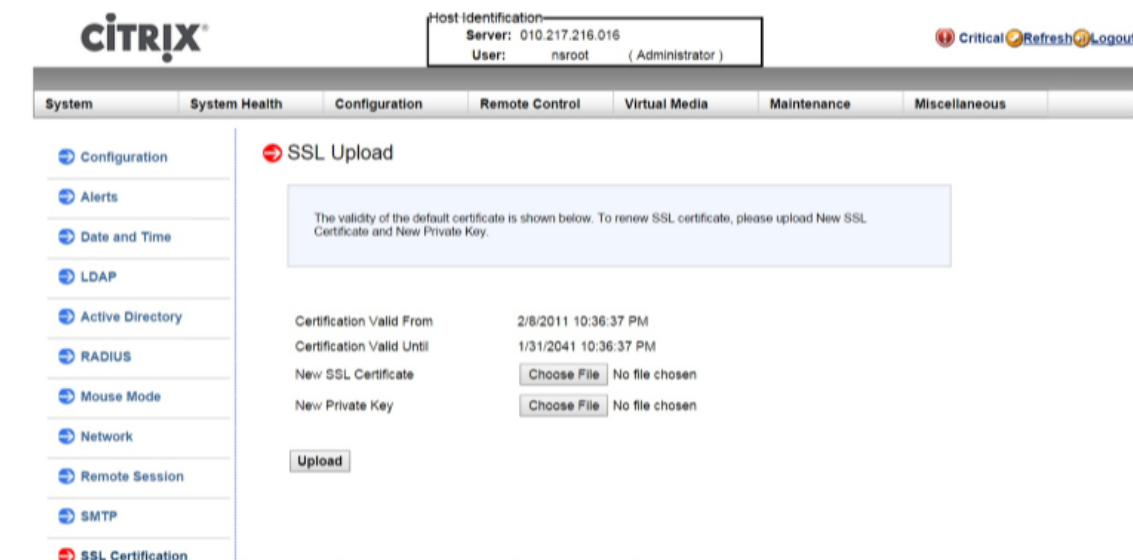 CİTRIX
Host Identification
Server: 010.217.216.016
User: nsroot ( Administrator )
Critical Refresh Logout
System System Health Configuration Remote Control Virtual Media Maintenance Miscellaneous
Configuration
Alerts
Date and Time
LDAP
Active Directory
RADIUS
Mouse Mode
Network
Remote Session
SMTP
SSL Certification
SSL Upload
The validity of the default certificate is shown below. To renew SSL certificate, please upload New SSL
Certificate and New Private Key.
Certification Valid From 2/8/2011 10:36:37 PM
Certification Valid Until 1/31/2041 10:36:37 PM
New SSL Certificate Choose File No file chosen
New Private Key Choose File No file chosen
Upload